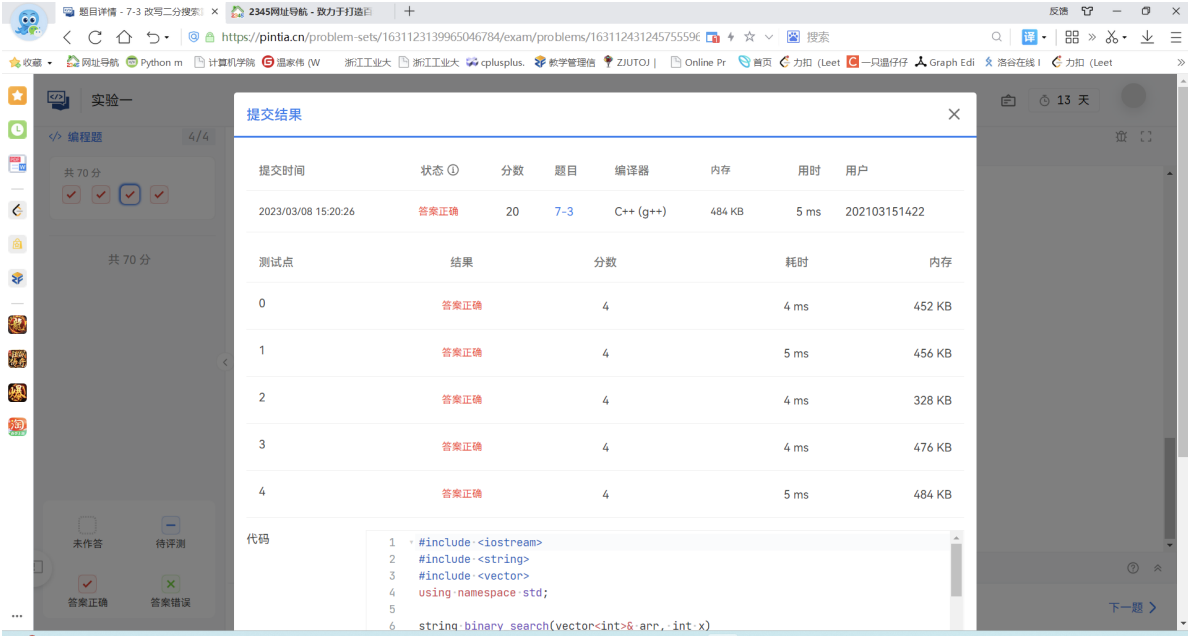 题目详情 - 7-3 改写二分搜索
2345网址导航 - 致力于打造百
反馈
https://pintia.cn/problem-sets/1631123139965046784/exam/problems/163112431245755596
译
搜索
收藏
网址导航
Python m
计算机学院
温家伟 (W
浙江工业大
浙江工业大
cplusplus.
教学管理信
ZJUTOJ |
Online Pr
首页
力扣 (Leet
一只温仔仔
Graph Edi
洛谷在线 I
力扣 (Leet
实验一
13 天
</> 编程题 4/4
共 70 分
共 70 分
未作答 待评测
答案正确 答案错误
提交结果
提交时间 状态 分数 题目 编译器 内存 用时 用户
2023/03/08 15:20:26 答案正确 20 7-3 C++ (g++) 484 KB 5 ms 202103151422
测试点 结果 分数 耗时 内存
0 答案正确 4 4 ms 452 KB
1 答案正确 4 5 ms 456 KB
2 答案正确 4 4 ms 328 KB
3 答案正确 4 4 ms 476 KB
4 答案正确 4 5 ms 484 KB
代码
1 #include <iostream>
2 #include <string>
3 #include <vector>
4 using namespace std;
5
6 string binary_search(vector<int>& arr, int x)
下一题